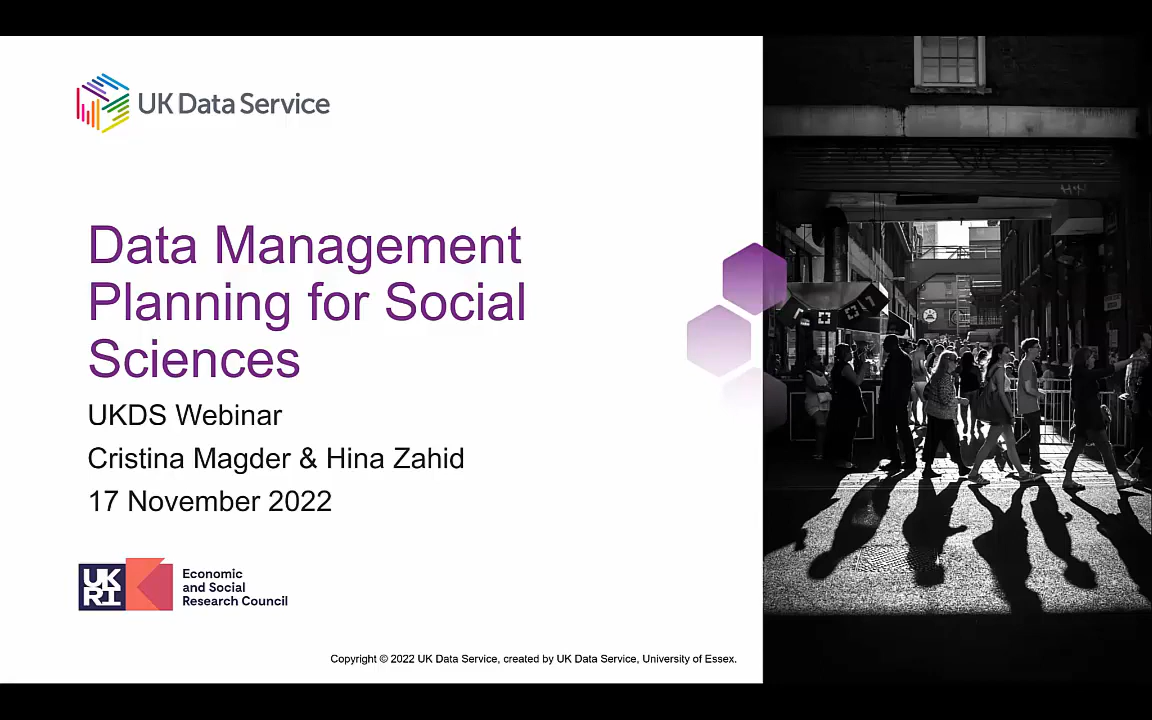 UK Data Service
Data Management
Planning for Social
Sciences
UKDS Webinar
Cristina Magder & Hina Zahid
17 November 2022
UK
RI
Economic
and Social
Research Council
Copyright © 2022 UK Data Service, created by UK Data Service, University of Essex.